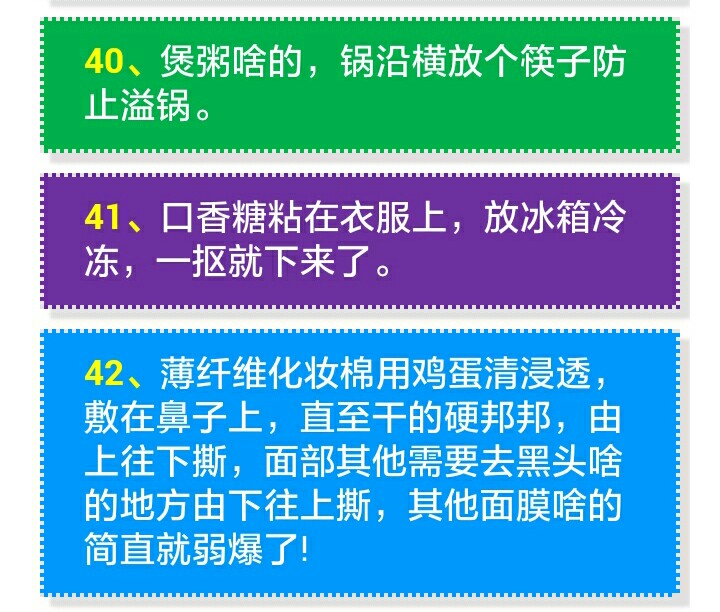 40、煲粥啥的，锅沿横放个筷子防
止溢锅。
41、口香糖粘在衣服上，放冰箱冷
冻，一抠就下来了。
42、薄纤维化妆棉用鸡蛋清浸透，
敷在鼻子上，直至干的硬邦邦，由
上往下撕，面部其他需要去黑头啥
的地方由下往上撕，其他面膜啥的
简直就弱爆了!